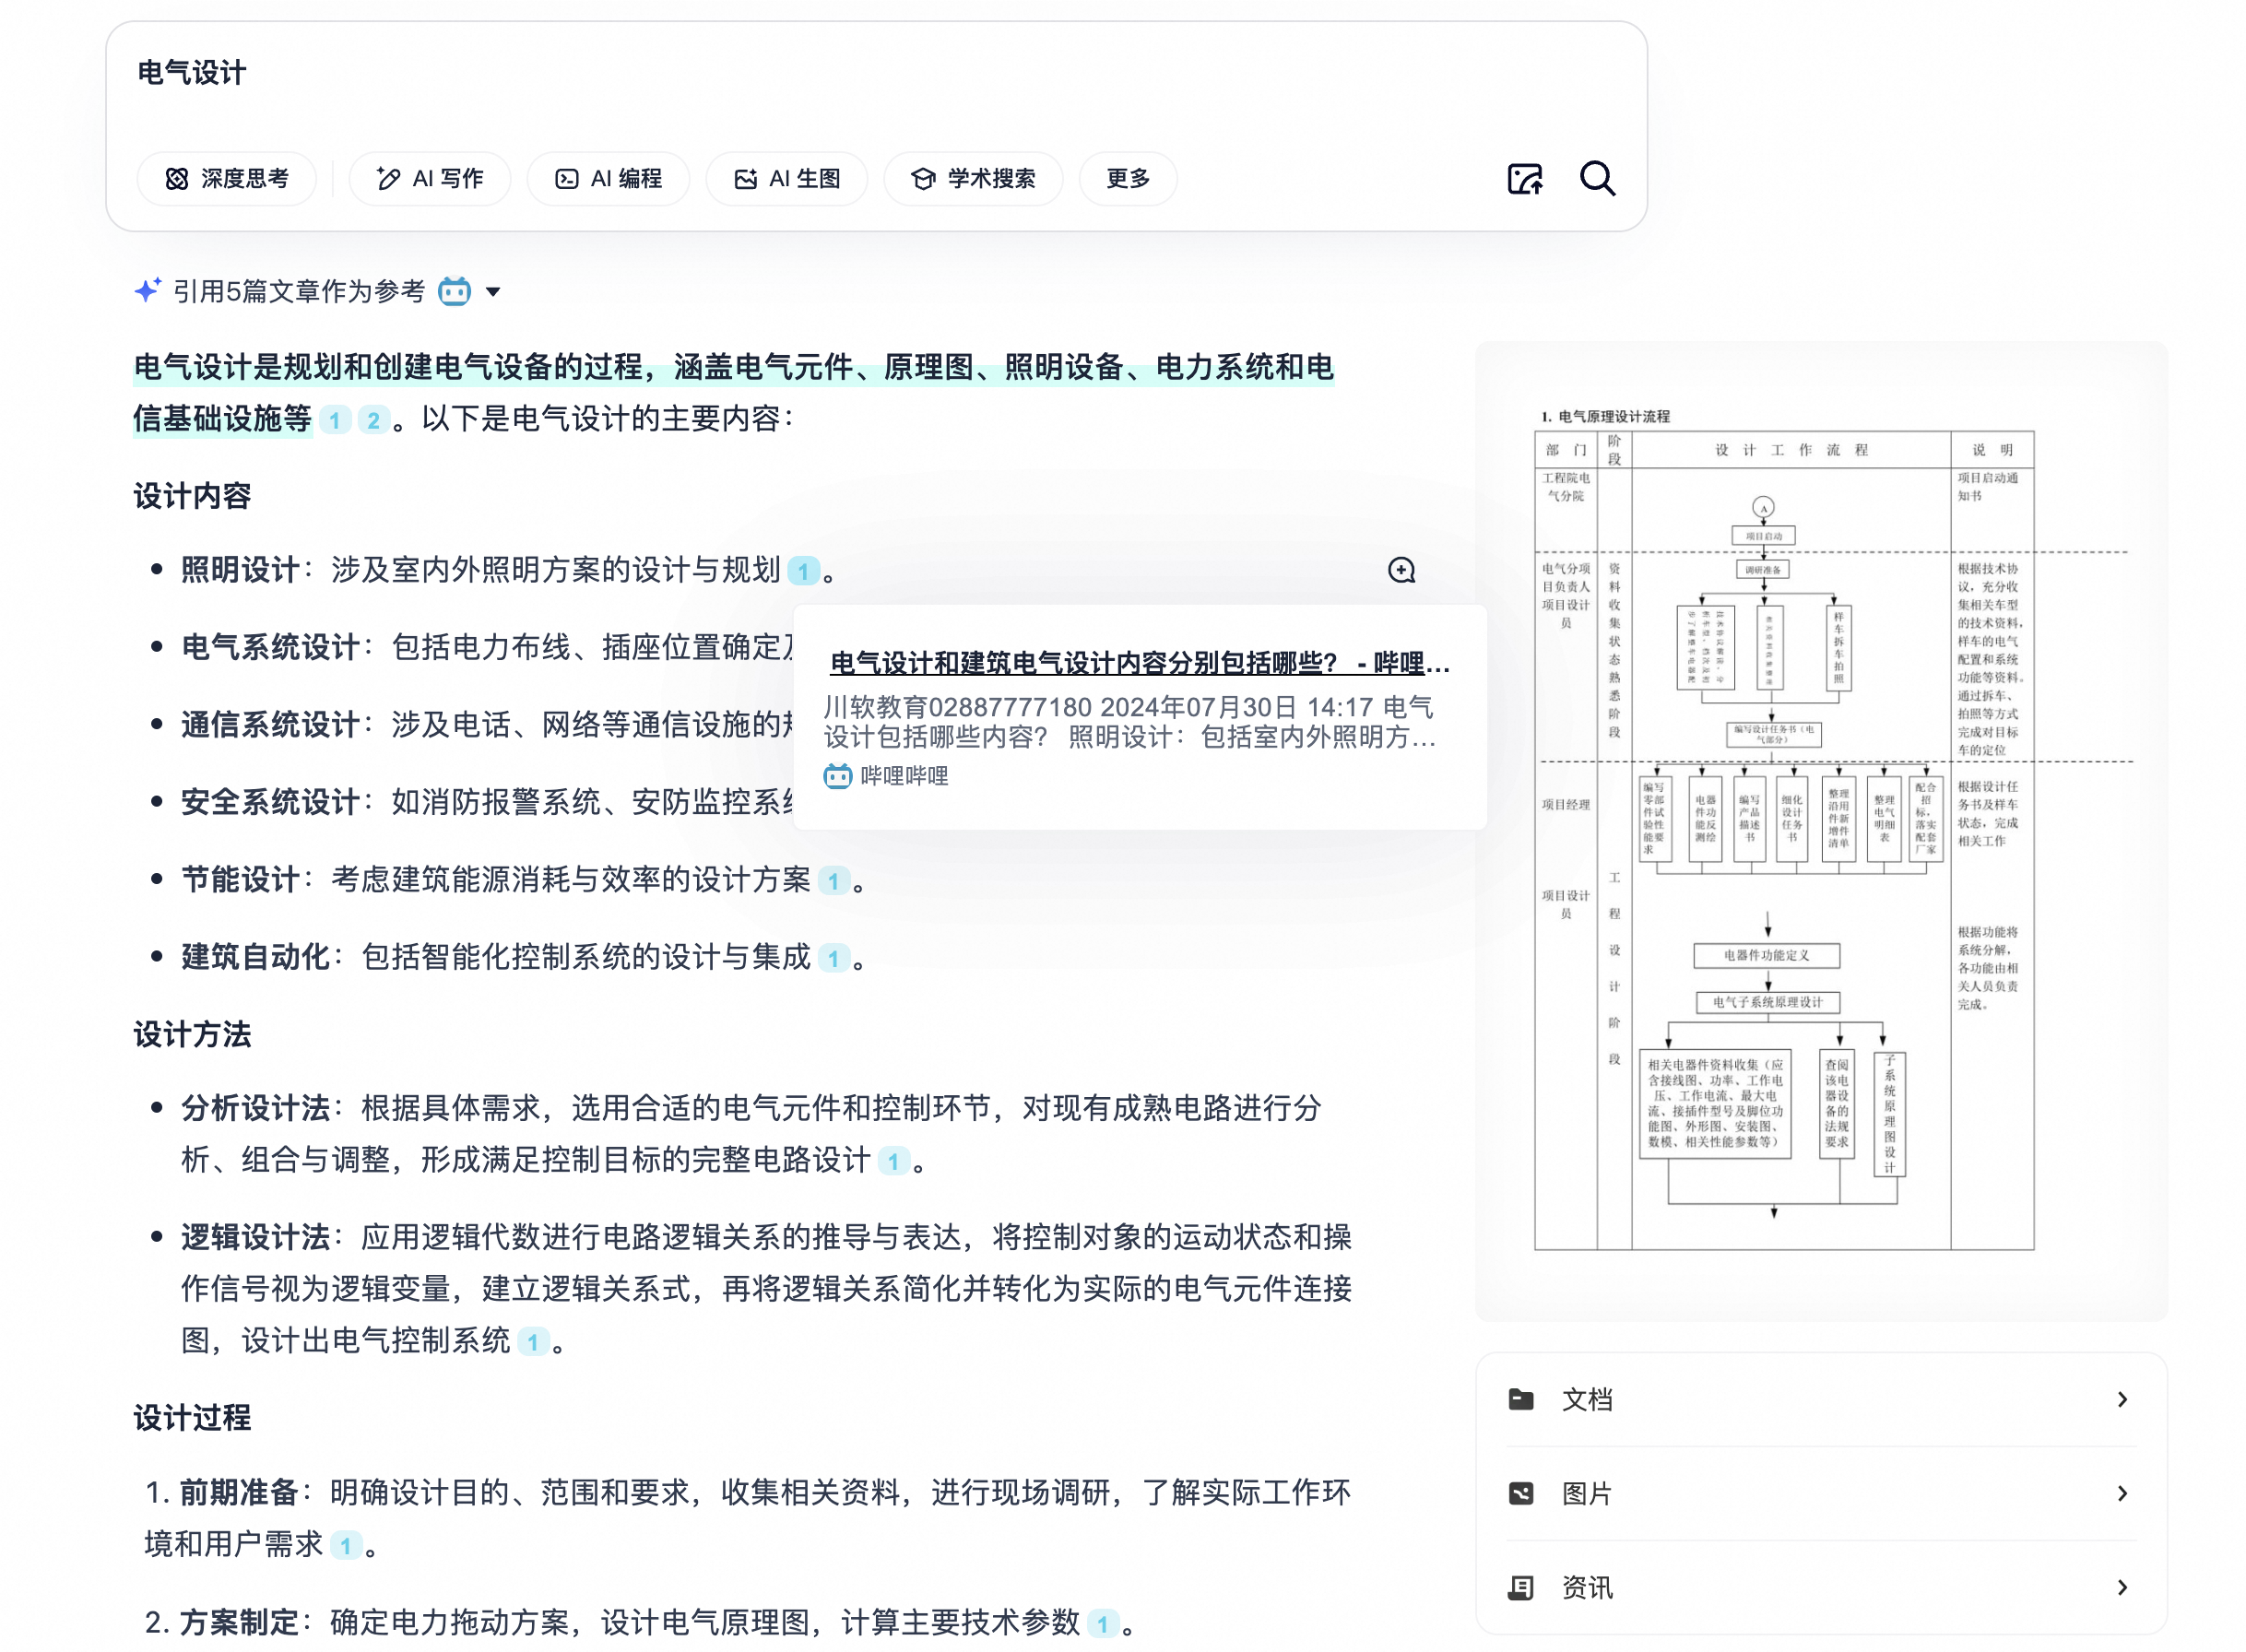 电气设计
深度思考
AI 写作
AI 编程
AI 生图
学术搜索
更多
引用5篇文章作为参考
电气设计是规划和创建电气设备的过程，涵盖电气元件、原理图、照明设备、电力系统和电
信基础设施等 1 2 。以下是电气设计的主要内容：
设计内容
照明设计：涉及室内外照明方案的设计与规划 1 。
电气系统设计：包括电力布线、插座位置确定
通信系统设计：涉及电话、网络等通信设施的
安全系统设计：如消防报警系统、安防监控系
节能设计：考虑建筑能源消耗与效率的设计方案 1 。
建筑自动化：包括智能化控制系统的设计与集成 1 。
电气设计和建筑电气设计内容分别包括哪些？ - 哔哩...
川软教育02887777180 2024年07月30日 14:17 电气
设计包括哪些内容？ 照明设计：包括室内外照明方...
哔哩哔哩
设计方法
分析设计法：根据具体需求，选用合适的电气元件和控制环节，对现有成熟电路进行分
析、组合与调整，形成满足控制目标的完整电路设计 1 。
逻辑设计法：应用逻辑代数进行电路逻辑关系的推导与表达，将控制对象的运动状态和操
作信号视为逻辑变量，建立逻辑关系式，再将逻辑关系简化并转化为实际的电气元件连接
图，设计出电气控制系统 1 。
设计过程
1. 前期准备：明确设计目的、范围和要求，收集相关资料，进行现场调研，了解实际工作环
境和用户需求 1 。
2. 方案制定：确定电力拖动方案，设计电气原理图，计算主要技术参数 1 。
1. 电气原理设计流程
部 门
阶
段
设 计 工 作 流 程
说 明
工程院电
气分院
A
项目启动
项目启动通
知书
电气分项
目负责人
项目设计
员
资
料
收
集
状
态
熟
悉
阶
段
调研准备
样
车
拆
车
拍
照
编写设计任务书（电
气部分）
根据技术协
议，充分收
集相关车型
的技术资料，
样车的电气
配置和系统
功能等资料。
通过拆车、
拍照等方式
完成对目标
车的定位
项目经理
项目设计
员
工
程
设
计
阶
段
编写
零部
件试
验性
能要
求
电器
件功
能反
测绘
编写
产品
描述
书
细化
设计
任务
书
整理
沿用
件新
增件
清单
整理
电气
明细
表
配合
招
标，
落实
配套
厂家
根据设计任
务书及样车
状态，完成
相关工作
电器件功能定义
电气子系统原理设计
根据功能将
系统分解，
各功能由相
关人员负责
完成。
相关电器件资料收集（应
含接线图、功率、工作电
压、工作电流、最大电
流、接插件型号及脚位功
能图、外形图、安装图、
数模、相关性能参数等）
查阅
该电
器设
备的
法规
要求
子
系
统
原
理
图
设
计
文档
图片
资讯